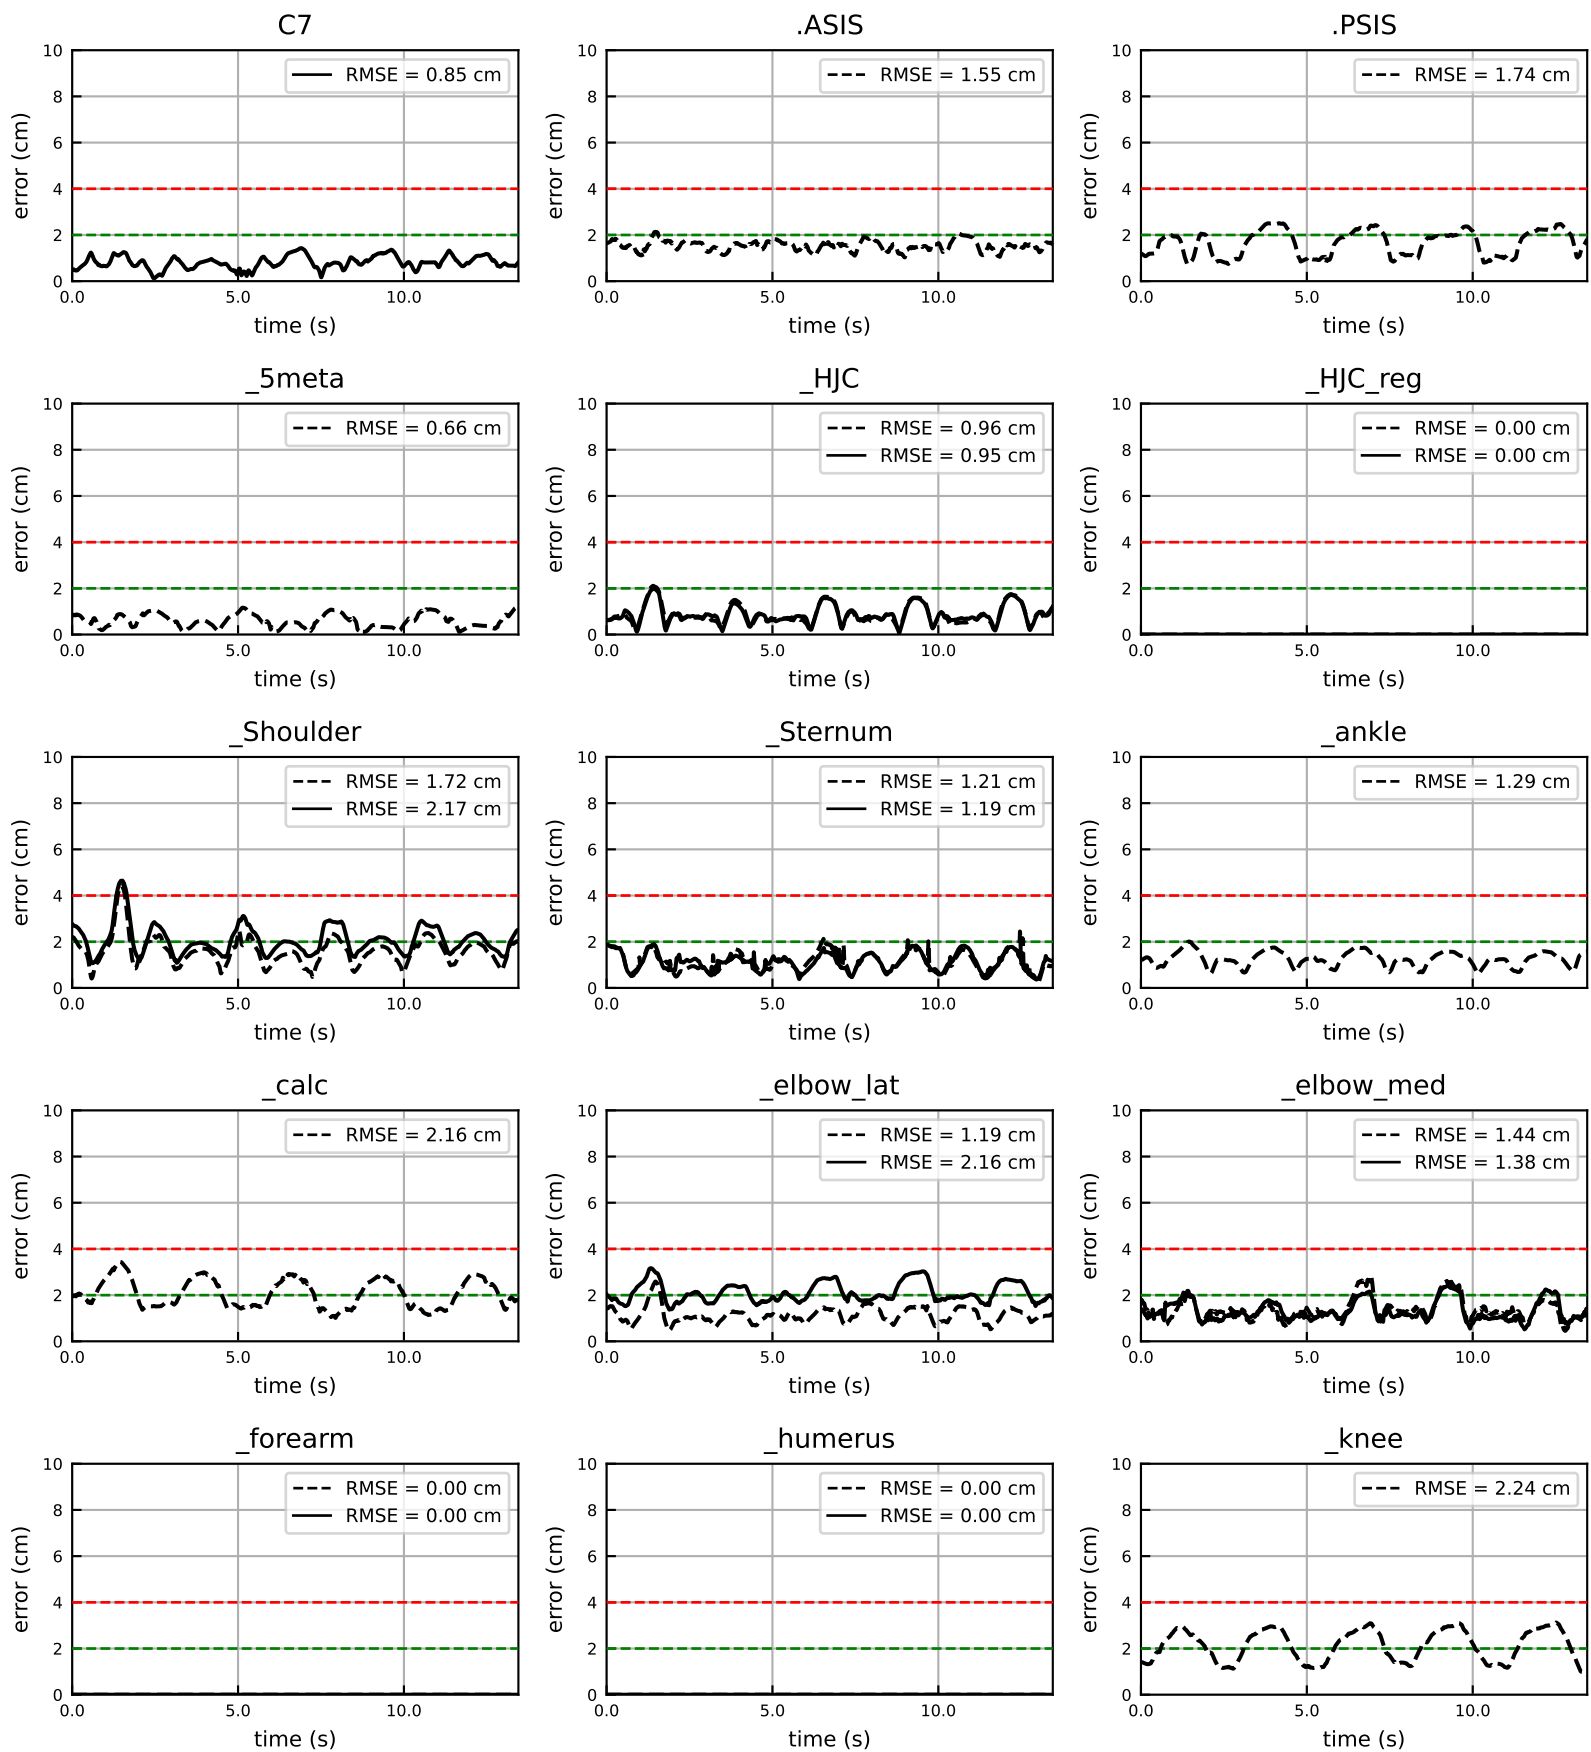 C7
.ASIS
.PSIS
10
8
6
4
2
0
error (cm)
RMSE = 0.85 cm
0.0
5.0
10.0
time (s)
10
8
6
4
2
0
error (cm)
RMSE = 1.55 cm
0.0
5.0
10.0
time (s)
10
8
6
4
2
0
error (cm)
RMSE = 1.74 cm
0.0
5.0
10.0
time (s)
_5meta
_HJC
_HJC_reg
10
8
6
4
2
0
error (cm)
RMSE = 0.66 cm
0.0
5.0
10.0
time (s)
10
8
6
4
2
0
error (cm)
RMSE = 0.96 cm
RMSE = 0.95 cm
0.0
5.0
10.0
time (s)
10
8
6
4
2
0
error (cm)
RMSE = 0.00 cm
RMSE = 0.00 cm
0.0
5.0
10.0
time (s)
_Shoulder
_Sternum
_ankle
10
8
6
4
2
0
error (cm)
RMSE = 1.72 cm
RMSE = 2.17 cm
0.0
5.0
10.0
time (s)
10
8
6
4
2
0
error (cm)
RMSE = 1.21 cm
RMSE = 1.19 cm
0.0
5.0
10.0
time (s)
10
8
6
4
2
0
error (cm)
RMSE = 1.29 cm
0.0
5.0
10.0
time (s)
_calc
_elbow_lat
_elbow_med
10
8
6
4
2
0
error (cm)
RMSE = 2.16 cm
0.0
5.0
10.0
time (s)
10
8
6
4
2
0
error (cm)
RMSE = 1.19 cm
RMSE = 2.16 cm
0.0
5.0
10.0
time (s)
10
8
6
4
2
0
error (cm)
RMSE = 1.44 cm
RMSE = 1.38 cm
0.0
5.0
10.0
time (s)
_forearm
_humerus
_knee
10
8
6
4
2
0
error (cm)
RMSE = 0.00 cm
RMSE = 0.00 cm
0.0
5.0
10.0
time (s)
10
8
6
4
2
0
error (cm)
RMSE = 0.00 cm
RMSE = 0.00 cm
0.0
5.0
10.0
time (s)
10
8
6
4
2
0
error (cm)
RMSE = 2.24 cm
0.0
5.0
10.0
time (s)